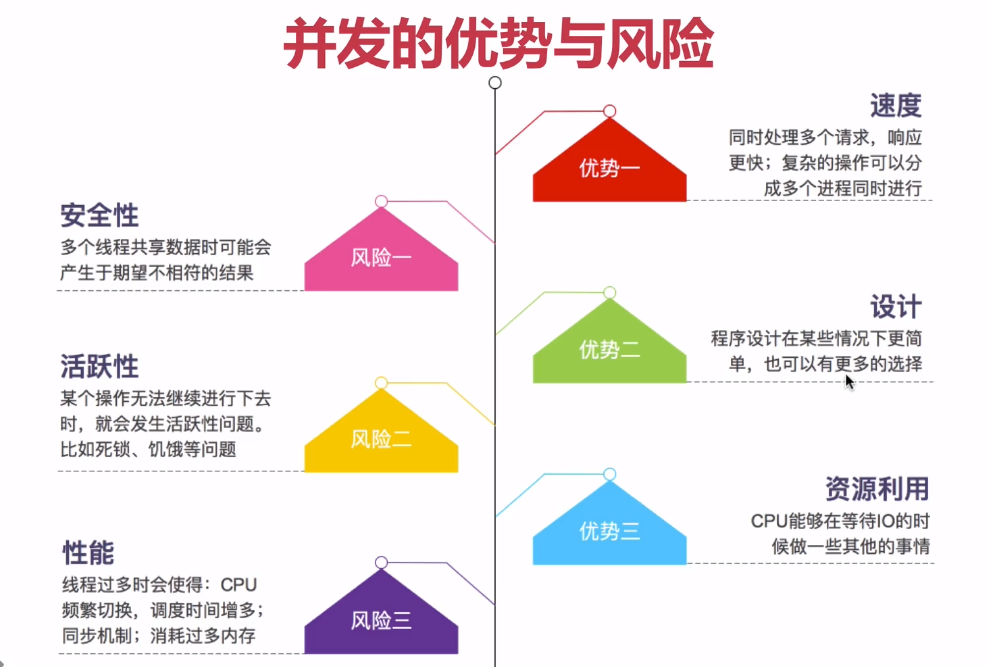 并发的优势与风险
速度
同时处理多个请求，响应
更快；复杂的操作可以分
成多个进程同时进行
优势一
安全性
多个线程共享数据时可能会
产生于期望不相符的结果
风险一
设计
程序设计在某些情况下更简
单，也可以有更多的选择
优势二
活跃性
某个操作无法继续进行下去
时，就会发生活跃性问题。
比如死锁、饥饿等问题
风险二
资源利用
CPU能够在等待IO的时
候做一些其他的事情
优势三
性能
线程过多时会使得：CPU
频繁切换，调度时间增多；
同步机制；消耗过多内存
风险三